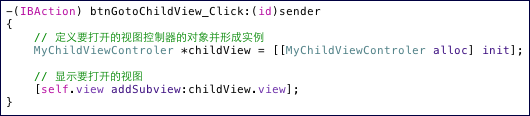 -(IBAction) btnGotoChildView_Click:(id)sender
{
    // 定义要打开的视图控制器的对象并形成实例
    MyChildViewControler *childView = [[MyChildViewControler alloc] init];
    // 显示要打开的视图
    [self.view addSubview:childView.view];
}